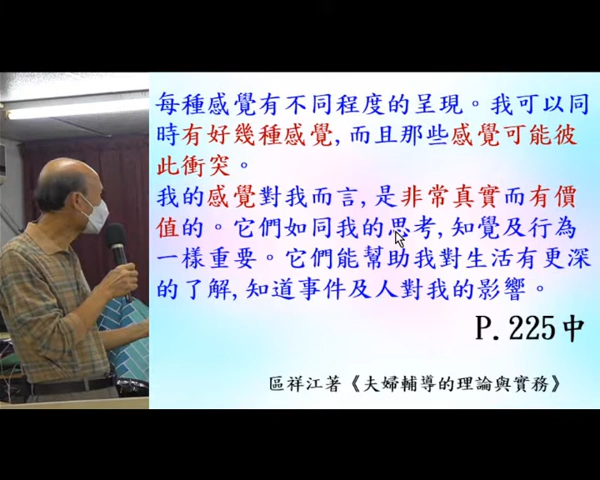 每種感覺有不同程度的呈現。我可以同
時有好幾種感覺,而且那些感覺可能彼
此衝突。
我的感覺對我而言,是非常真實而有價
值的。它們如同我的思考,知覺及行為
一樣重要。它們能幫助我對生活有更深
的了解,知道事件及人對我的影響。
P.225中
區祥江著《夫婦輔導的理論與實務》